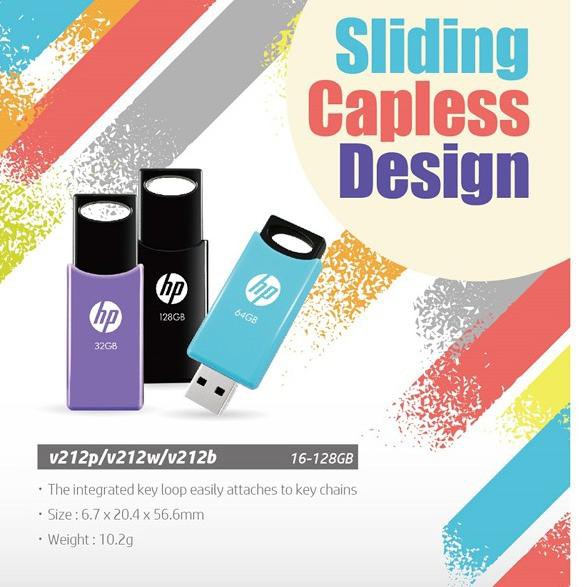 Sliding
Capless
Design
hp
128GB
hp
32GB
hp
64GB
v212p/v212w/v212b 16-128GB
• The integrated key loop easily attaches to key chains
• Size : 6.7 x 20.4 x 56.6mm
• Weight : 10.2g